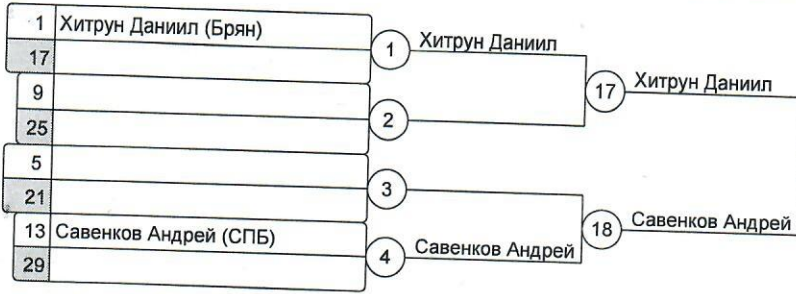 1 Хитрун Даниил (Брян)
17
1 Хитрун Даниил
9
25
2
17 Хитрун Даниил
5
21
3
13 Савенков Андрей (СПБ)
29
4 Савенков Андрей
18 Савенков Андрей